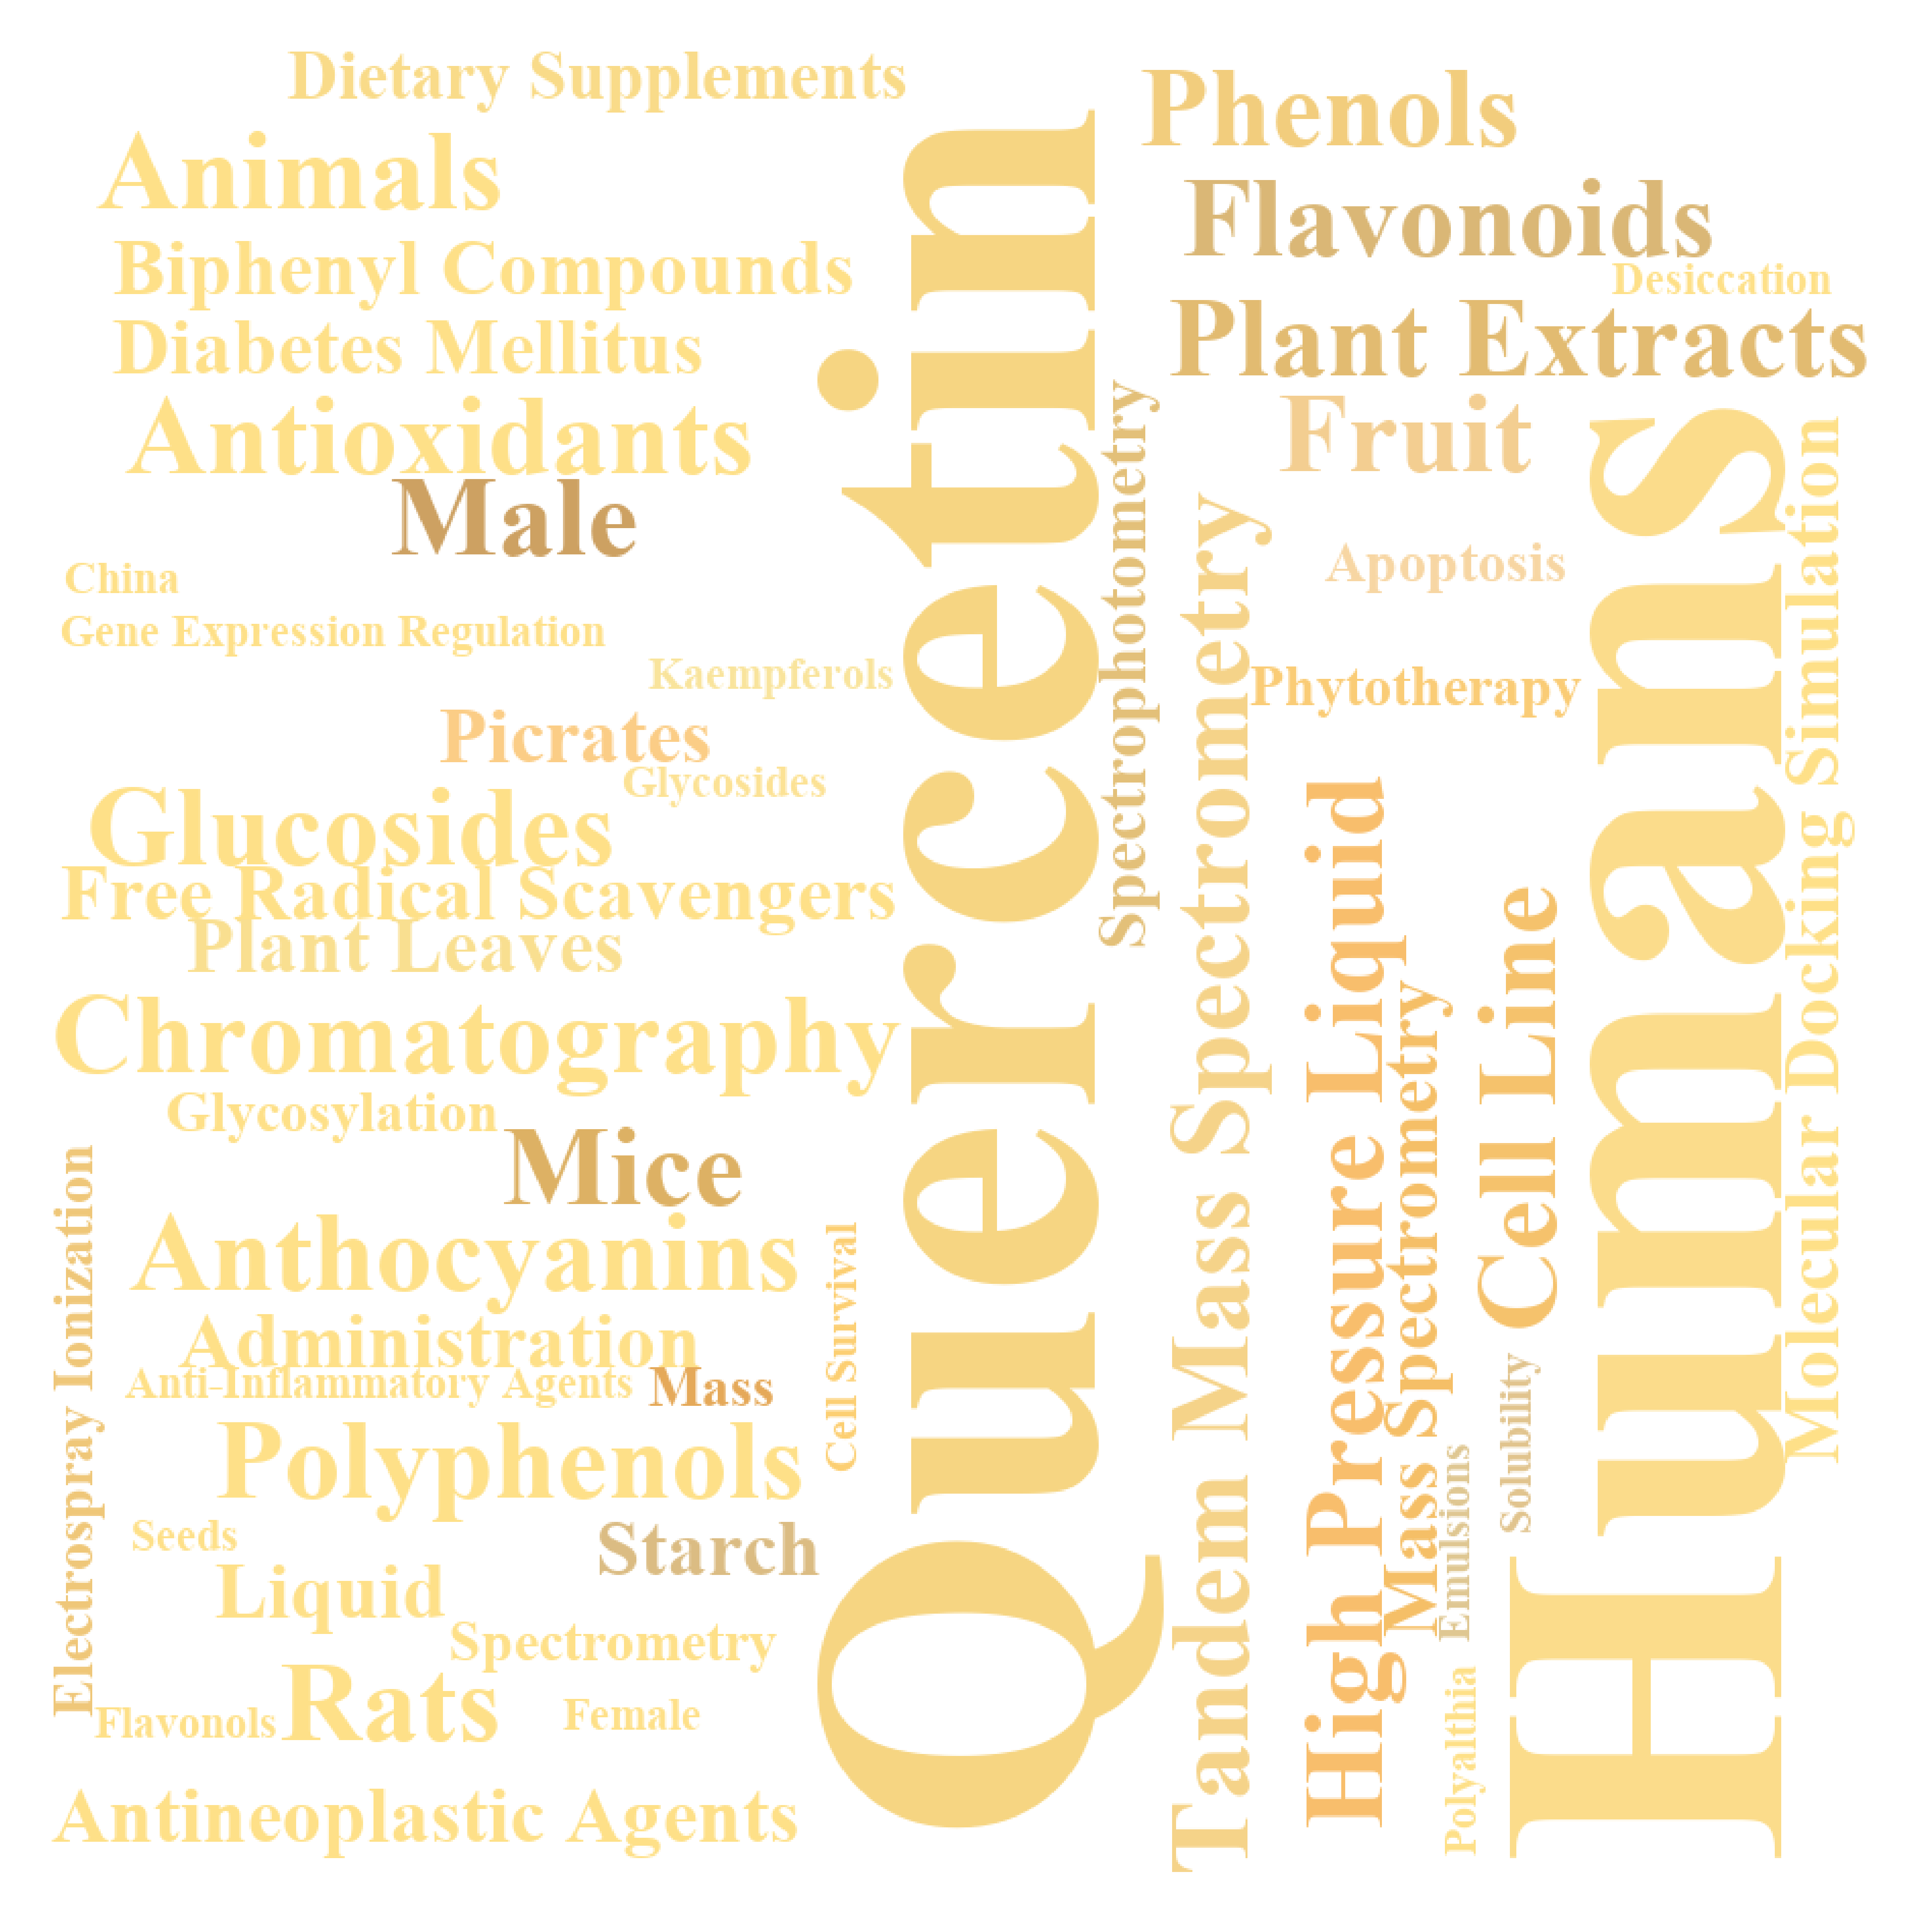 Dietary Supplements
Animals
Biphenyl Compounds
Diabetes Mellitus
Antioxidants
Male
China
Gene Expression Regulation
Kaempferols
Picrates
Glycosides
Glucosides
Free Radical Scavengers
Plant Leaves
Chromatography
Glycosylation
Mice
Anthocyanins
Administration
Anti-Inflammatory Agents
Mass
Polyphenols
Seeds
Starch
Liquid
Spectrometry
Rats
Flavonols
Female
Antineoplastic Agents
Electrospray Ionization
Cell Survival
Quercetin
Phenols
Flavonoids
Desiccation
Plant Extracts
Fruit
Apoptosis
Phytotherapy
Spectrophotometry
Tandem Mass Spectrometry
High Pressure Liquid
Mass Spectrometry
Emulsions
Polyalthia
Cell Line
Solubility
Humans
Molecular Docking Simulation